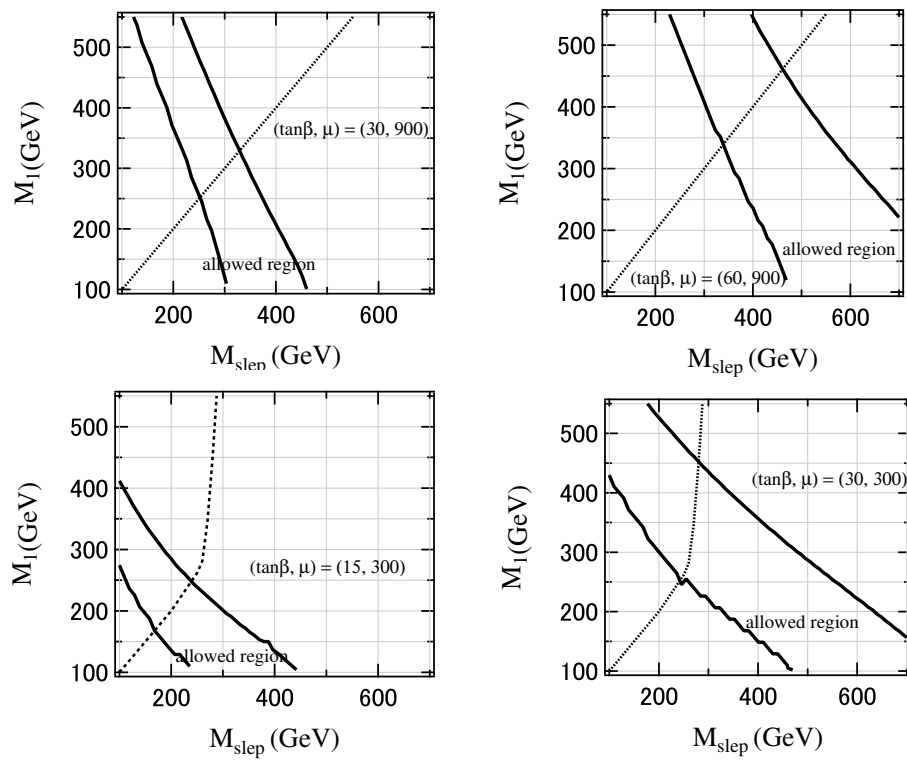 500
400
300
200
100
M1(GeV)
(tanβ, μ) = (30, 900)
allowed region
200
400
600
Mslep (GeV)
500
400
300
200
100
M1(GeV)
allowed region
(tanβ, μ) = (60, 900)
200
400
600
Mslep (GeV)
500
400
300
200
100
M1(GeV)
(tanβ, μ) = (15, 300)
allowed region
200
400
600
Mslep (GeV)
500
400
300
200
100
M1(GeV)
(tanβ, μ) = (30, 300)
allowed region
200
400
600
Mslep (GeV)